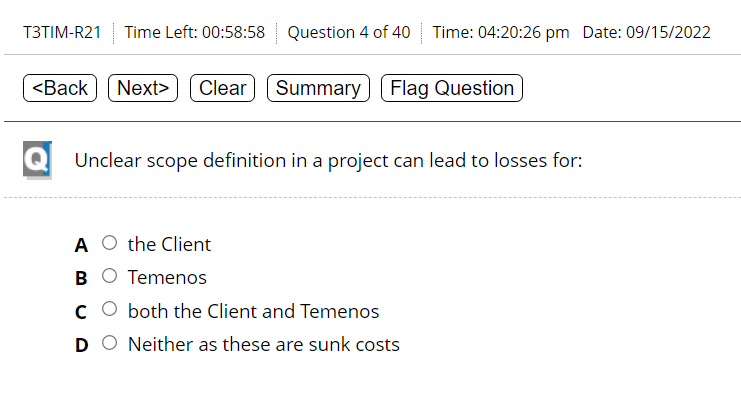 T3TIM-R21 Time Left: 00:58:58 Question 4 of 40 Time: 04:20:26 pm Date: 09/15/2022
<Back Next> Clear Summary Flag Question
Q Unclear scope definition in a project can lead to losses for:
A the Client
B Temenos
C both the Client and Temenos
D Neither as these are sunk costs